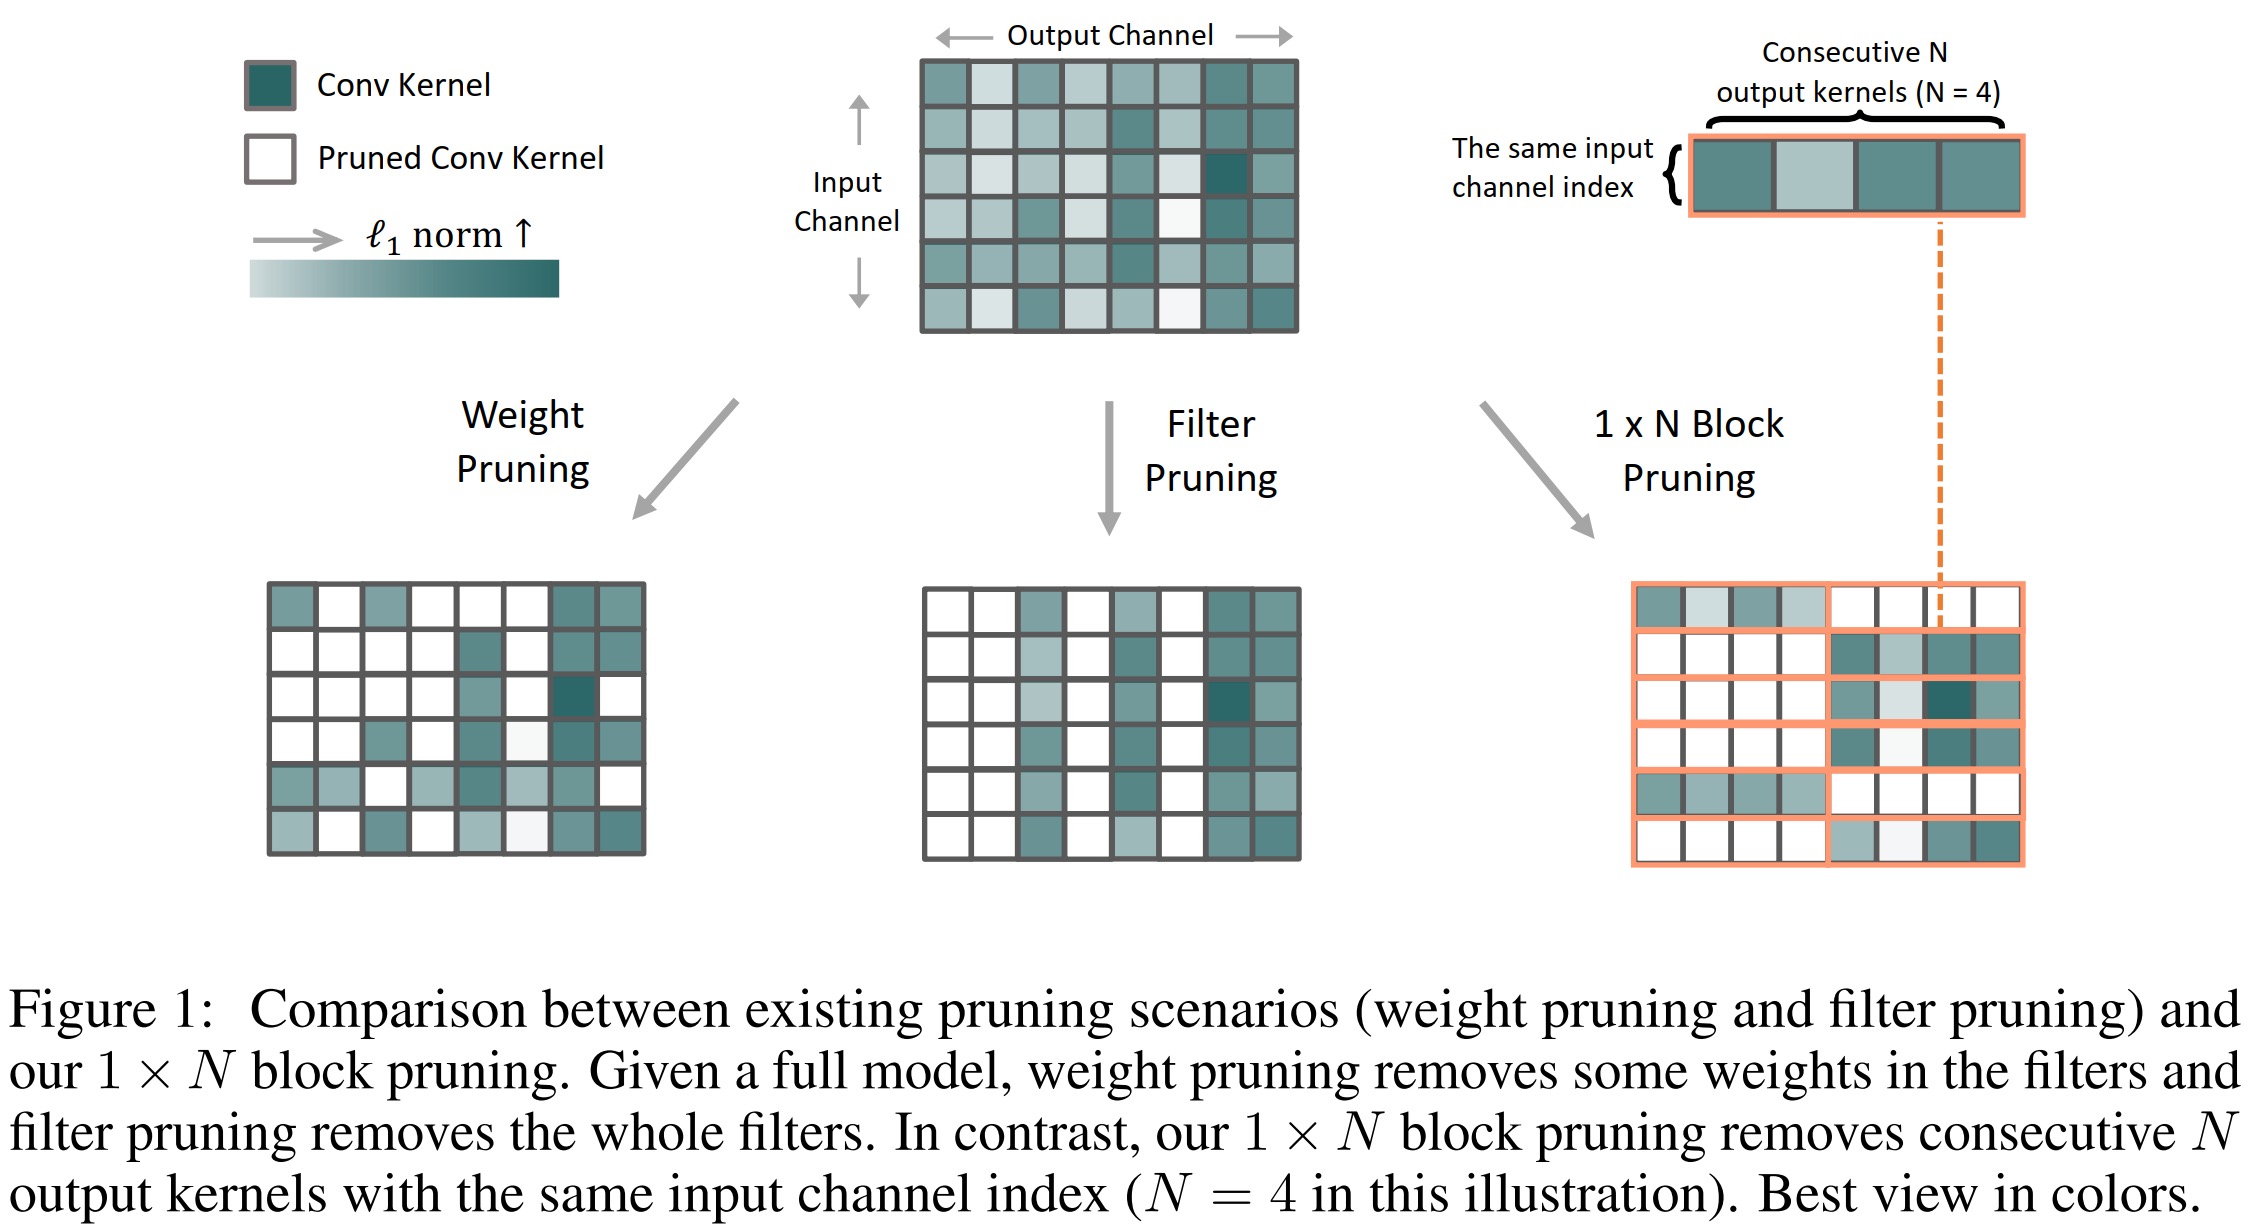 Conv Kernel
Pruned Conv Kernel
ℓ₁ norm ↑
Output Channel
Input
Channel
Consecutive N
output kernels (N = 4)
The same input
channel index
Weight
Pruning
Filter
Pruning
1 x N Block
Pruning
Figure 1: Comparison between existing pruning scenarios (weight pruning and filter pruning) and
our 1 × N block pruning. Given a full model, weight pruning removes some weights in the filters and
filter pruning removes the whole filters. In contrast, our 1 × N block pruning removes consecutive N
output kernels with the same input channel index (N = 4 in this illustration). Best view in colors.